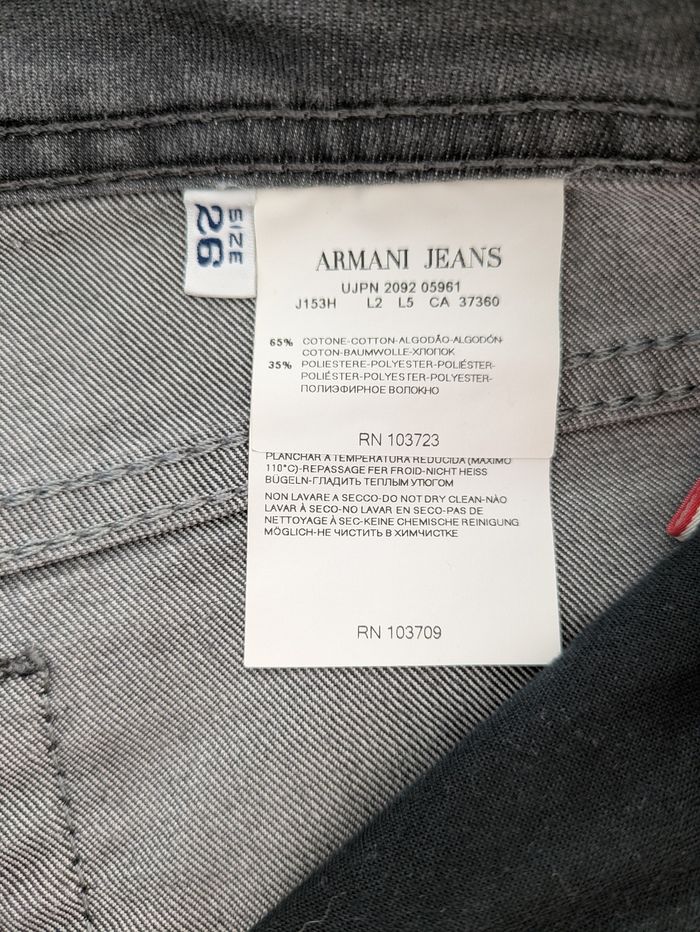 SIZE
26
ARMANI JEANS
UJPN 2092 05961
J153H L2 L5 CA 37360
65% COTONE-COTTON-ALGODÃO-ALGODÓN-
COTON-BAUMWOLLE-ХЛОПОК
35% POLIESTERE-POLYESTER-POLIÉSTER-
POLIÉSTER-POLYESTER-POLYESTER-
ПОЛИЭФИРНОЕ ВОЛОКНО
RN 103723
PLANCHAR A TEMPERATURA REDUCIDA (MAXIMO
110°C)-REPASSAGE FER FROID-NICHT HEISS
BÜGELN-ГЛАДИТЬ ТЕПЛЫМ УТЮГОМ
NON LAVARE A SECCO-DO NOT DRY CLEAN-NÃO
LAVAR À SECO-NO LAVAR EN SECO-PAS DE
NETTOYAGE À SEC-KEINE CHEMISCHE REINIGUNG
MÖGLICH-НЕ ЧИСТИТЬ В ХИМЧИСТКЕ
RN 103709